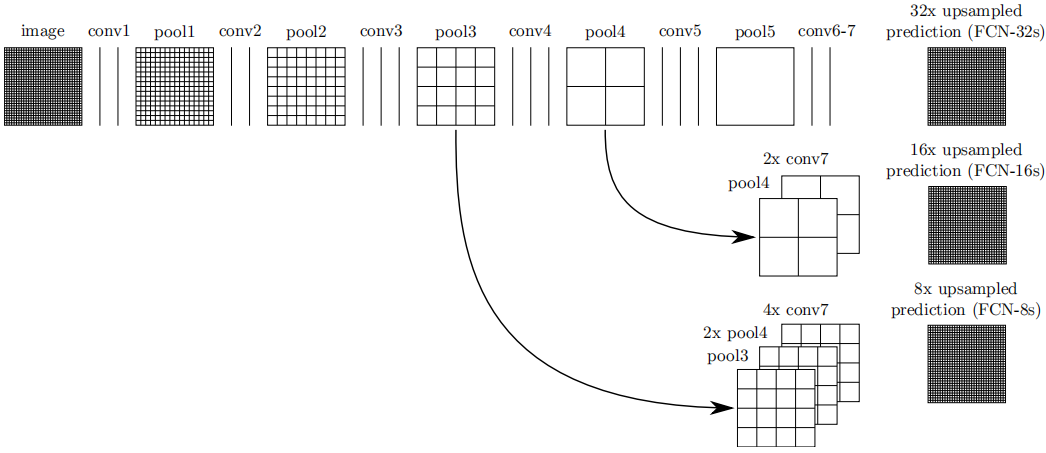 image conv1 pool1 conv2 pool2 conv3 pool3 conv4 pool4 conv5 pool5 conv6-7
32x upsampled
prediction (FCN-32s)
16x upsampled
prediction (FCN-16s)
2x conv7
pool4
8x upsampled
prediction (FCN-8s)
4x conv7
2x pool4
pool3